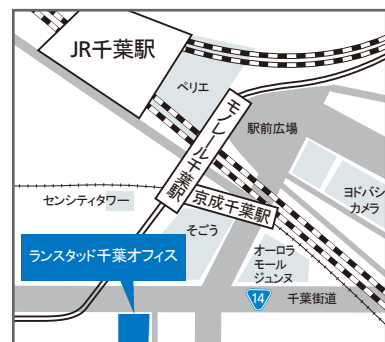 JR千葉駅
ペリエ
モノレール千葉駅
駅前広場
京成千葉駅
センシティタワー
ヨドバシ
カメラ
そごう
オーロラ
モール
ジュンヌ
ランスタッド千葉オフィス
14
千葉街道